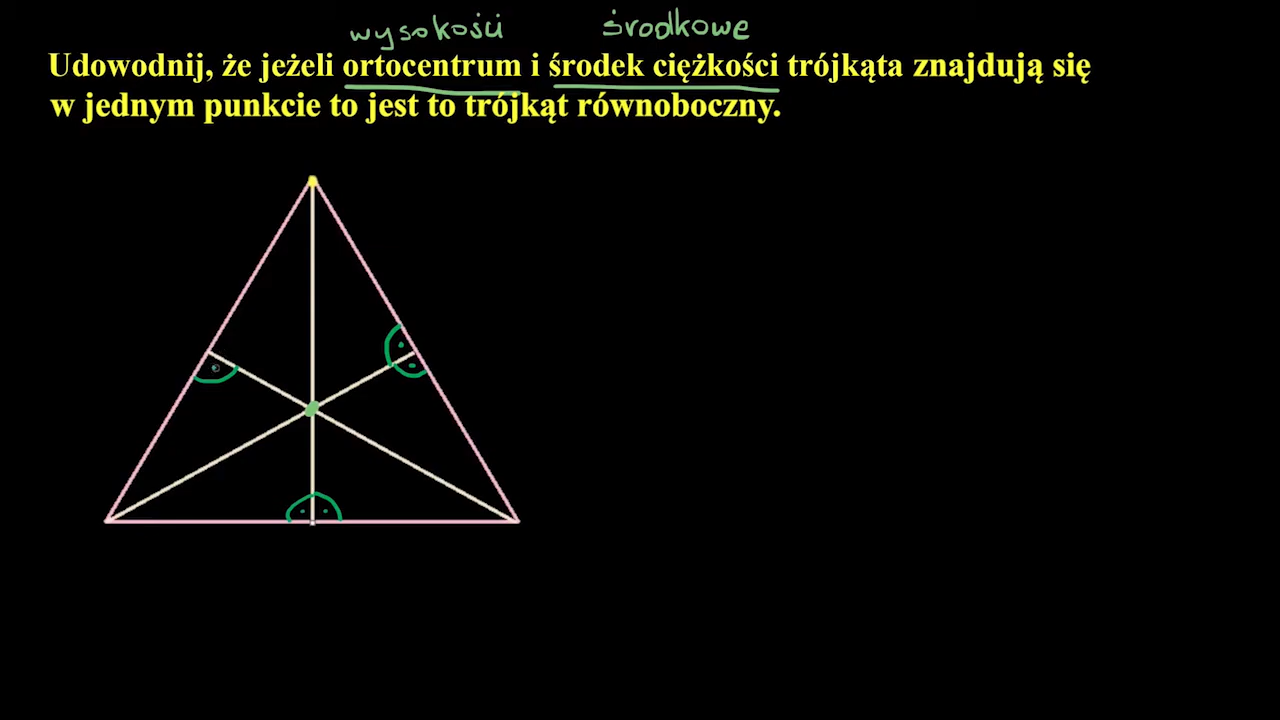 wysokości środkowe
Udowodnij, że jeżeli ortocentrum i środek ciężkości trójkąta znajdują się
w jednym punkcie to jest to trójkąt równoboczny.